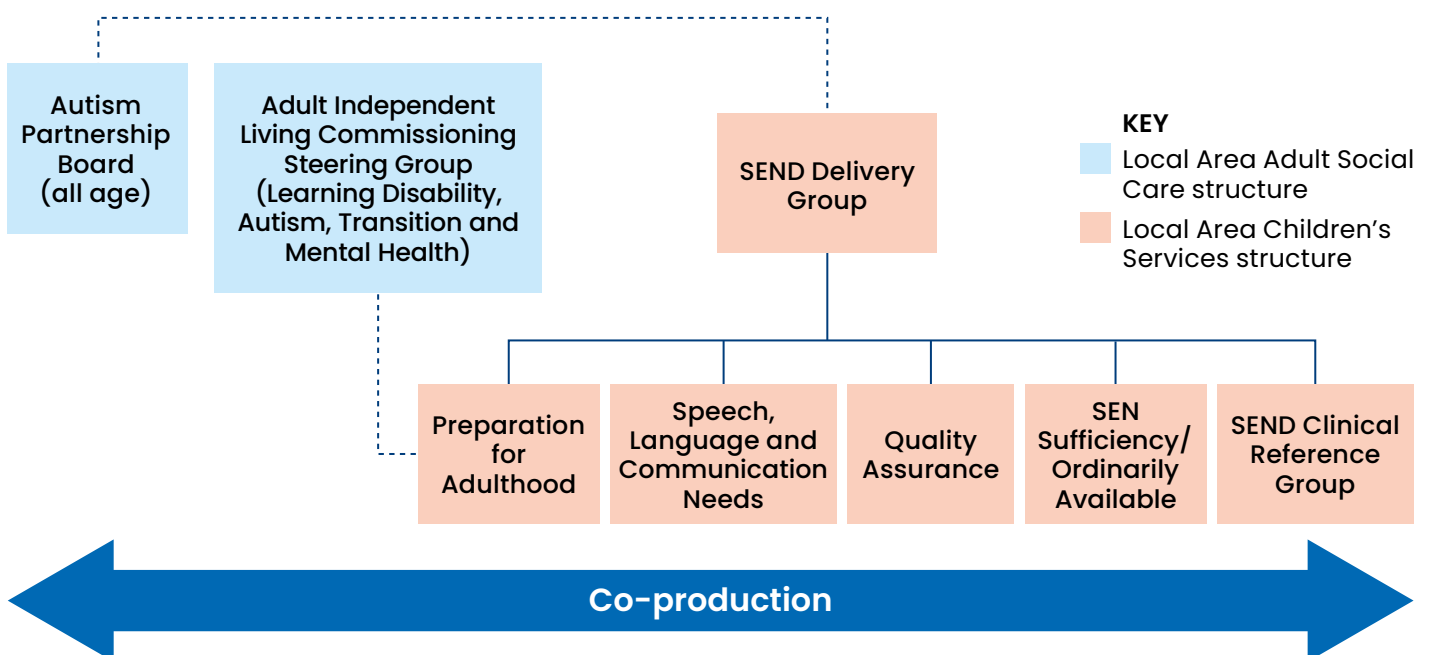 Autism
Partnership
Board
(all age)
Adult Independent
Living Commissioning
Steering Group
(Learning Disability,
Autism, Transition and
Mental Health)
SEND Delivery
Group
KEY
Local Area Adult Social
Care structure
Local Area Children’s
Services structure
Preparation
for
Adulthood
Speech,
Language and
Communication
Needs
Quality
Assurance
SEN
Sufficiency/
Ordinarily
Available
SEND Clinical
Reference
Group
Co-production